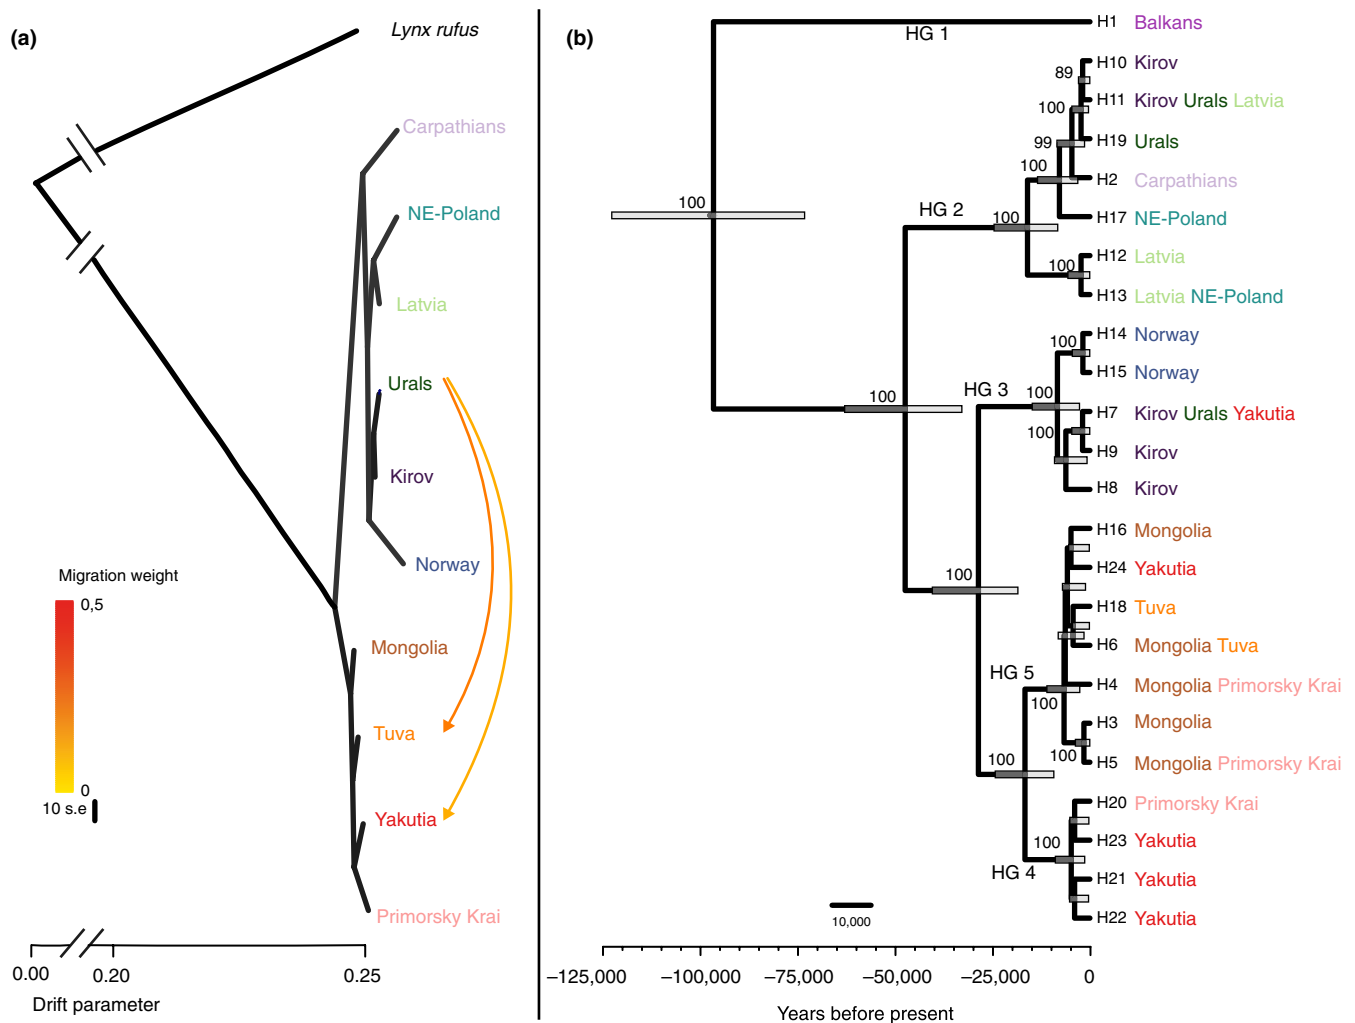 (a)
Lynx rufus
Carpathians
NE-Poland
Latvia
Urals
Kirov
Norway
Mongolia
Tuva
Yakutia
Primorsky Krai
Migration weight
0,5
0
10 s.e
0.00
0.20
0.25
Drift parameter
(b)
HG 1
HG 2
HG 3
HG 5
HG 4
100
89
100
99
100
100
100
100
100
100
100
100
100
100
100
100
H1 Balkans
H10 Kirov
H11 Kirov Urals Latvia
H19 Urals
H2 Carpathians
H17 NE-Poland
H12 Latvia
H13 Latvia NE-Poland
H14 Norway
H15 Norway
H7 Kirov Urals Yakutia
H9 Kirov
H8 Kirov
H16 Mongolia
H24 Yakutia
H18 Tuva
H6 Mongolia Tuva
H4 Mongolia Primorsky Krai
H3 Mongolia
H5 Mongolia Primorsky Krai
H20 Primorsky Krai
H23 Yakutia
H21 Yakutia
H22 Yakutia
10,000
−125,000 −100,000 −75,000 −50,000 −25,000 0
Years before present